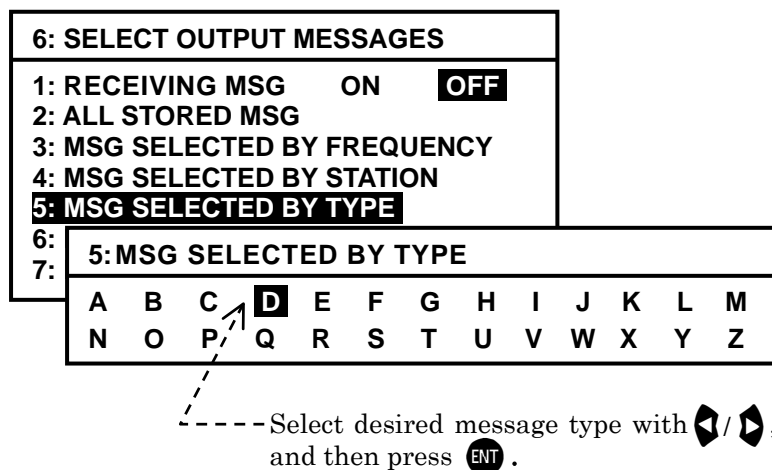 6: SELECT OUTPUT MESSAGES
1: RECEIVING MSG ON OFF
2: ALL STORED MSG
3: MSG SELECTED BY FREQUENCY
4: MSG SELECTED BY STATION
5: MSG SELECTED BY TYPE
6:
7:
5:MSG SELECTED BY TYPE
A B C D E F G H I J K L M
N O P Q R S T U V W X Y Z
Select desired message type with ◀ / ▶ ,
and then press ENT .